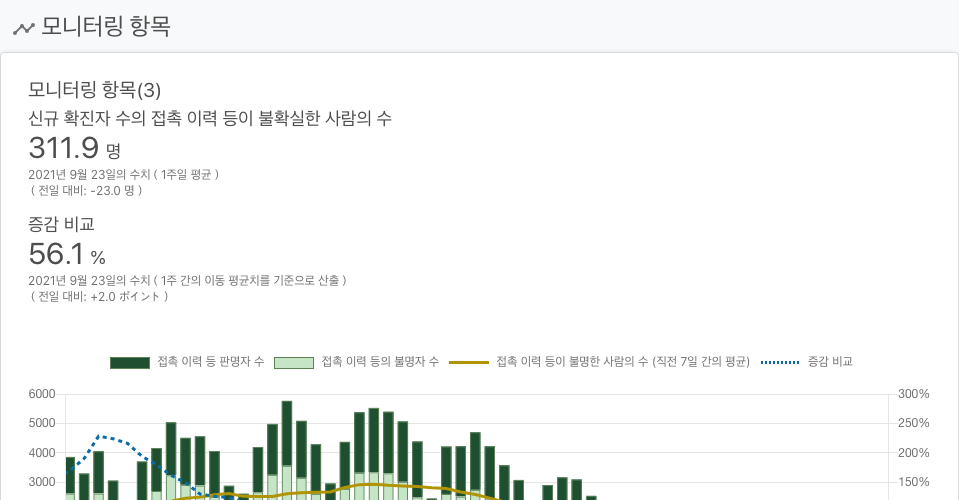 모니터링 항목
모니터링 항목(3)
신규 확진자 수의 접촉 이력 등이 불확실한 사람의 수
311.9 명
2021년 9월 23일의 수치 ( 1주일 평균 )
( 전일 대비: -23.0 명 )
증감 비교
56.1 %
2021년 9월 23일의 수치 ( 1주 간의 이동 평균치를 기준으로 산출 )
( 전일 대비: +2.0 ポイント )
접촉 이력 등 판명자 수 접촉 이력 등의 불명자 수 접촉 이력 등이 불명한 사람의 수 (직전 7일 간의 평균) 증감 비교
6000 300%
5000 250%
4000 200%
3000 150%